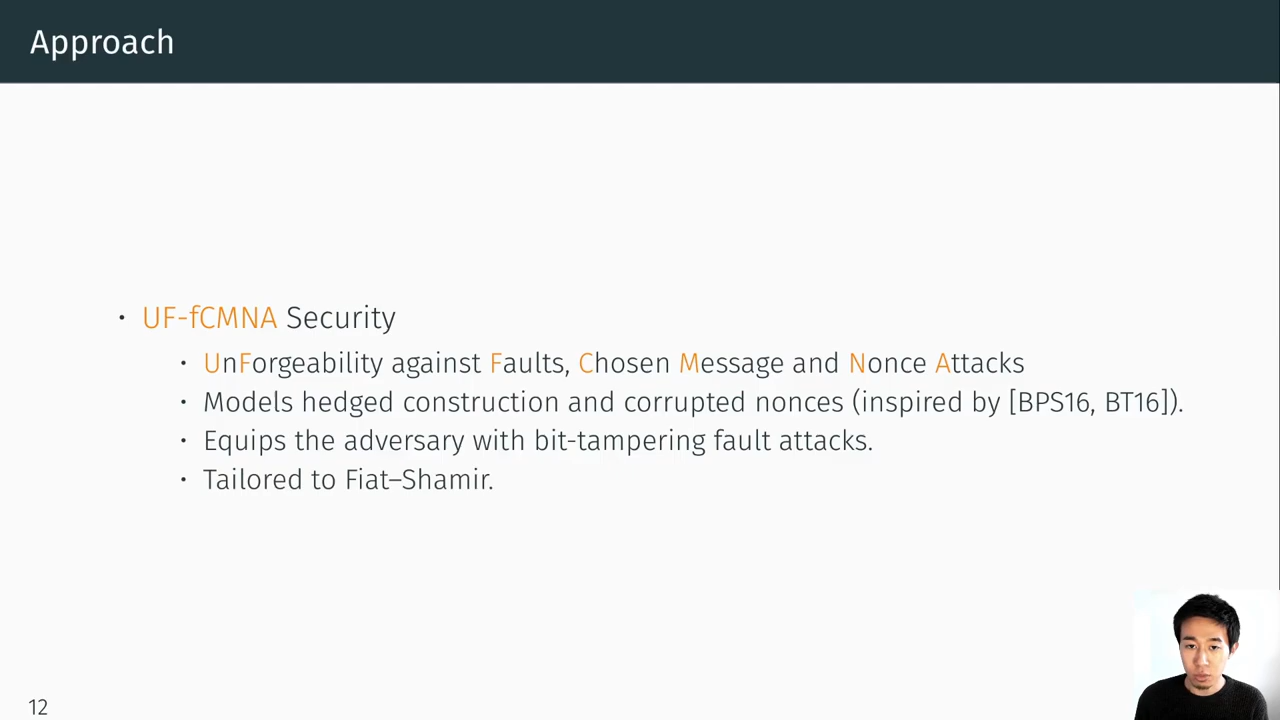 Approach
• UF-fCMNA Security
• UnForgeability against Faults, Chosen Message and Nonce Attacks
• Models hedged construction and corrupted nonces (inspired by [BPS16, BT16]).
• Equips the adversary with bit-tampering fault attacks.
• Tailored to Fiat–Shamir.
12